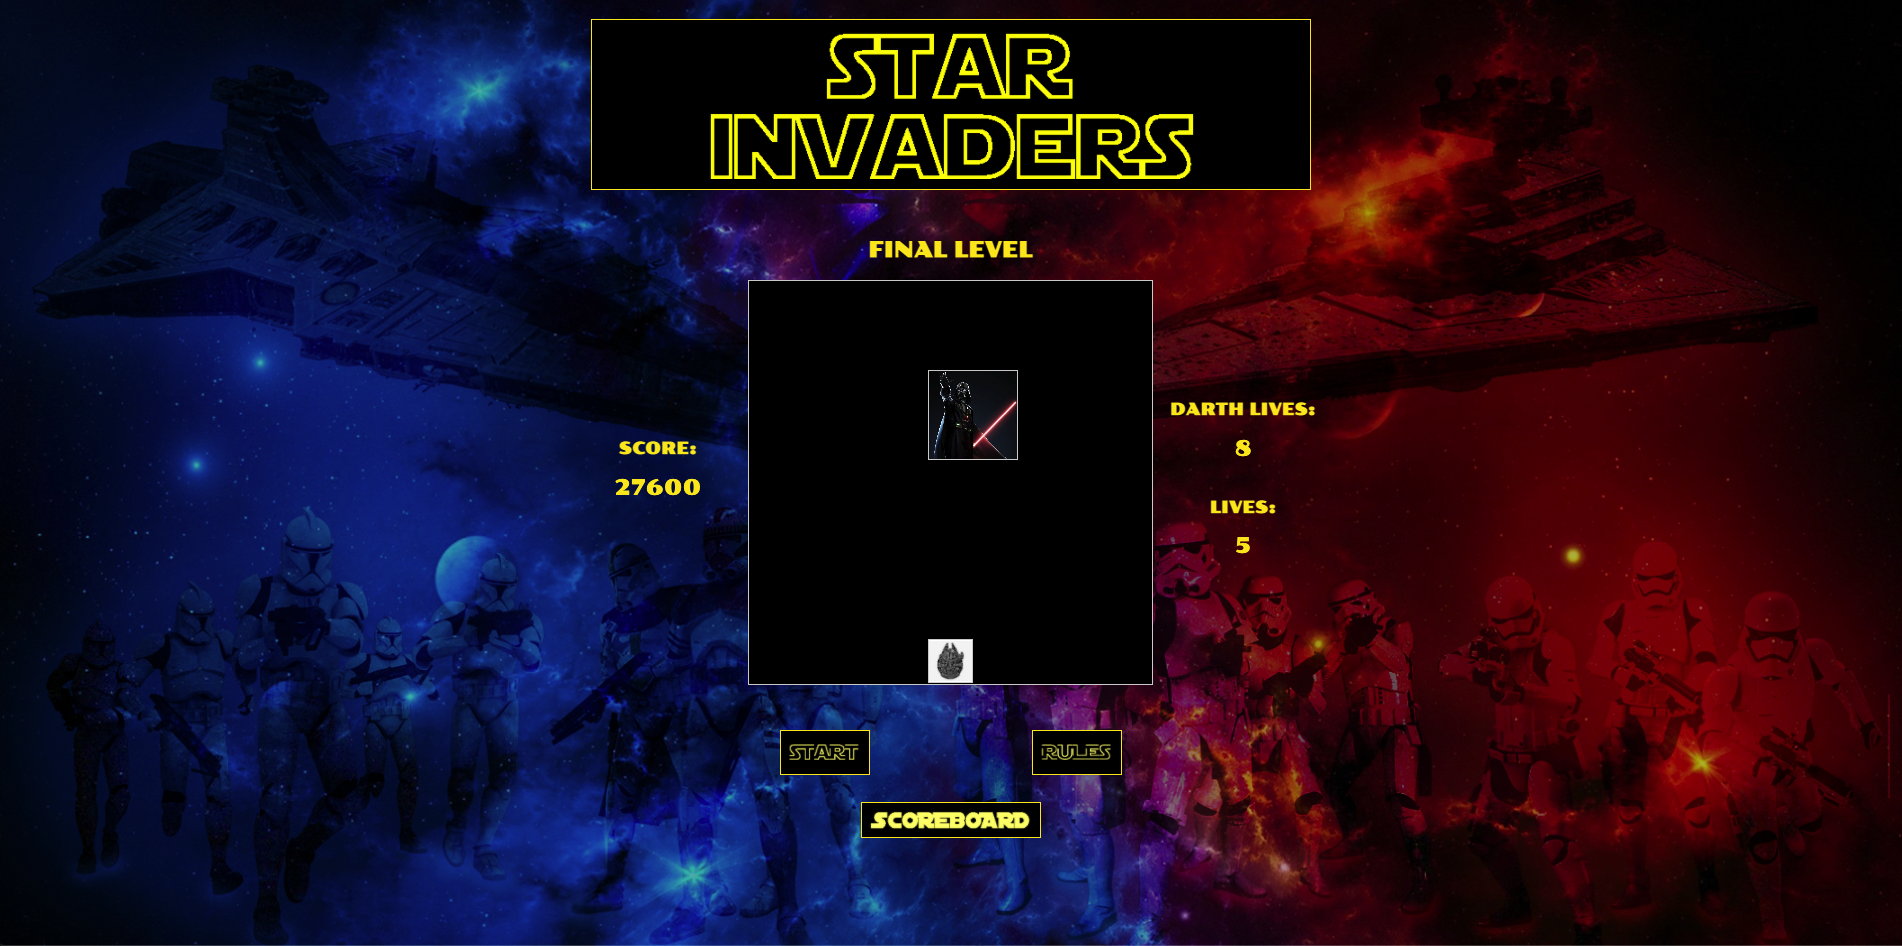 STAR
INVADERS
FINAL LEVEL
SCORE:
27600
DARTH LIVES:
8
LIVES:
5
START
RULES
SCOREBOARD